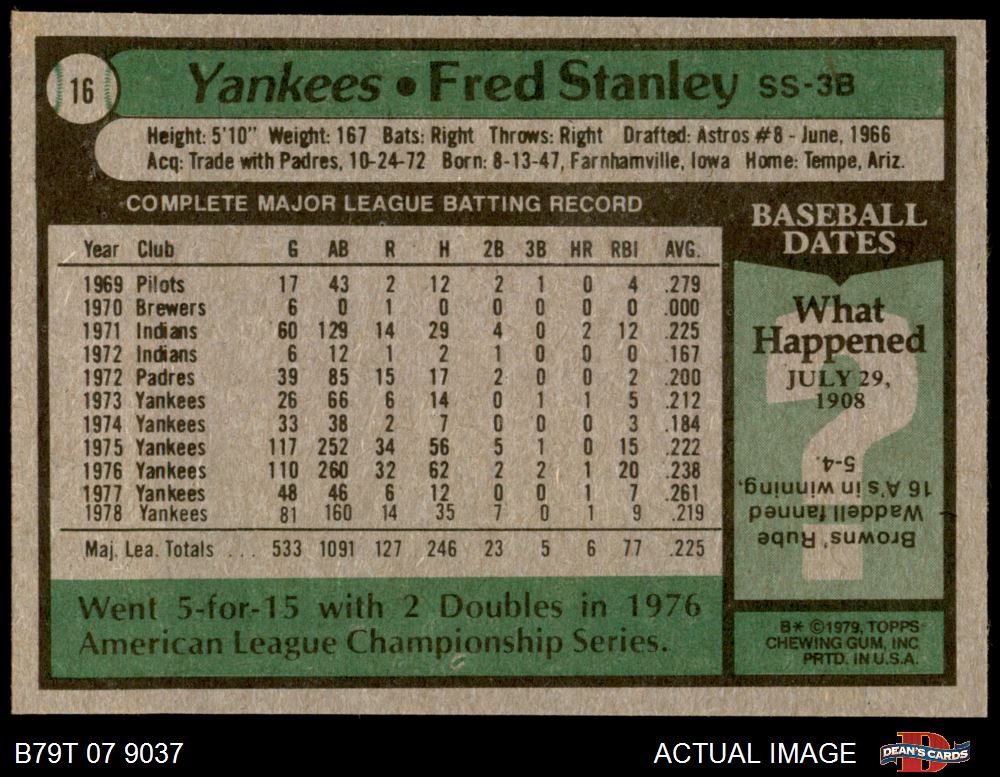 16
Yankees • Fred Stanley SS-3B
Height: 5'10" Weight: 167 Bats: Right Throws: Right Drafted: Astros #8 - June, 1966
Acq: Trade with Padres, 10-24-72 Born: 8-13-47, Farnhamville, Iowa Home: Tempe, Ariz.
COMPLETE MAJOR LEAGUE BATTING RECORD
Year Club G AB R H 2B 3B HR RBI AVG.
1969 Pilots 17 43 2 12 2 1 0 4 .279
1970 Brewers 6 0 1 0 0 0 0 0 .000
1971 Indians 60 129 14 29 4 0 2 12 .225
1972 Indians 6 12 1 2 1 0 0 0 .167
1972 Padres 39 85 15 17 2 0 0 2 .200
1973 Yankees 26 66 6 14 0 1 1 5 .212
1974 Yankees 33 38 2 7 0 0 0 3 .184
1975 Yankees 117 252 34 56 5 1 0 15 .222
1976 Yankees 110 260 32 62 2 2 1 20 .238
1977 Yankees 48 46 6 12 0 0 1 7 .261
1978 Yankees 81 160 14 35 7 0 1 9 .219
Maj. Lea. Totals ... 533 1091 127 246 23 5 6 77 .225
Went 5-for-15 with 2 Doubles in 1976
American League Championship Series.
BASEBALL
DATES
What
Happened
JULY 29,
1908
?
Browns' Rube
Waddell fanned
16 A's in winning,
5-4.
B* ©1979, TOPPS
CHEWING GUM, INC
PRTD. IN U.S.A.
B79T 07 9037
ACTUAL IMAGE
D
DEAN'S CARDS